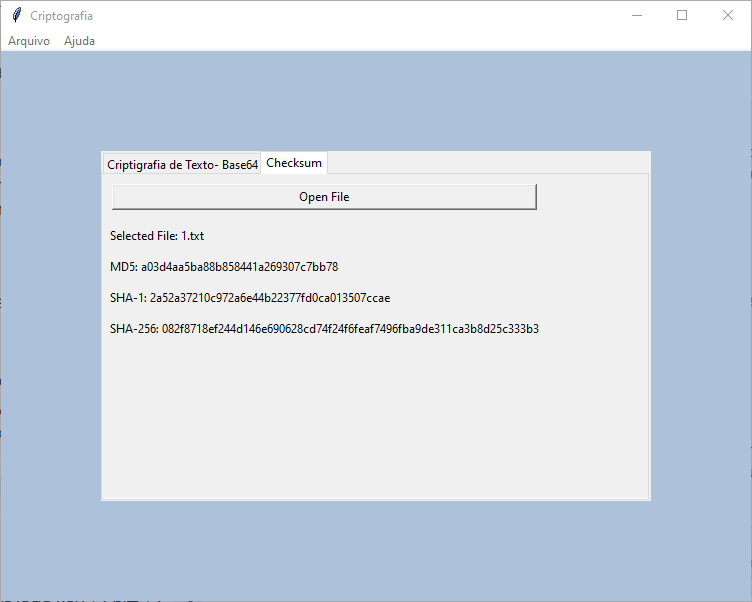 Criptografia
Arquivo Ajuda
Criptigrafia de Texto- Base64 Checksum
Open File
Selected File: 1.txt
MD5: a03d4aa5ba88b858441a269307c7bb78
SHA-1: 2a52a37210c972a6e44b22377fd0ca013507ccae
SHA-256: 082f8718ef244d146e690628cd74f24f6feaf7496fba9de311ca3b8d25c333b3